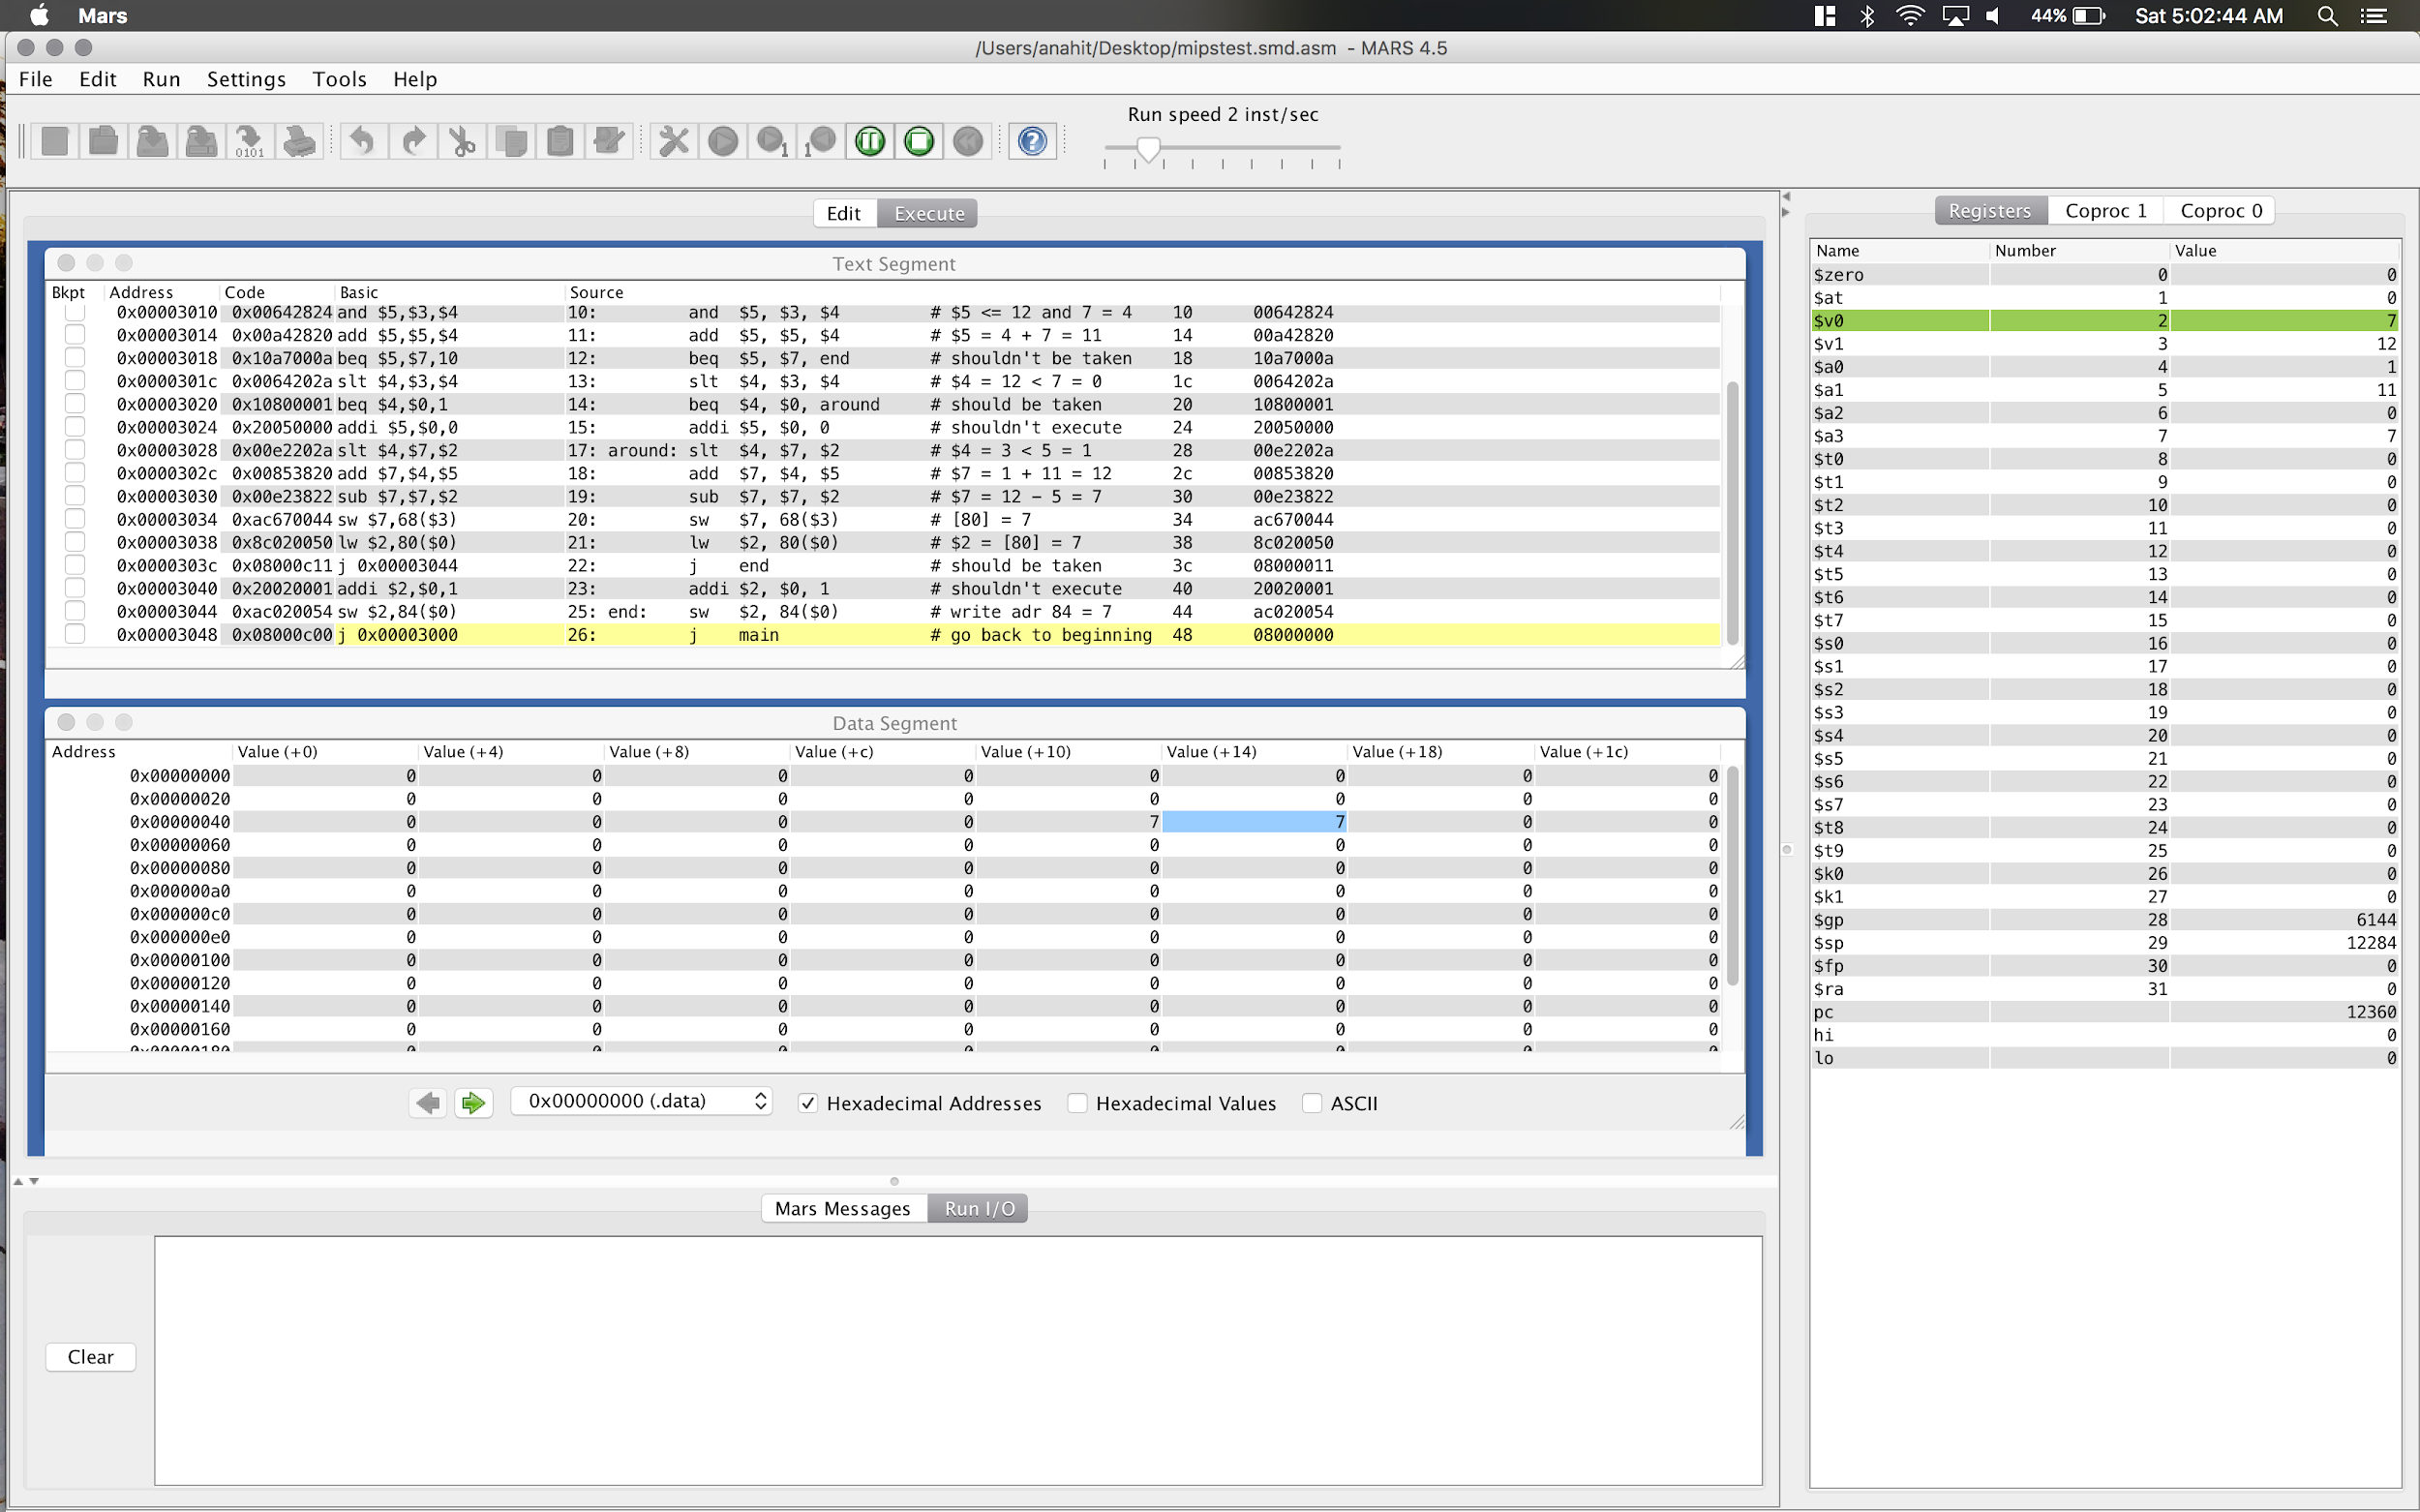 Mars 44% Sat 5:02:44 AM
/Users/anahit/Desktop/mipstest.smd.asm - MARS 4.5
File Edit Run Settings Tools Help
Run speed 2 inst/sec
0101 1 1 ?
Edit Execute
Text Segment
Bkpt Address Code Basic Source
0x00003010 0x00642824 and $5,$3,$4 10: and $5, $3, $4 # $5 <= 12 and 7 = 4 10 00642824
0x00003014 0x00a42820 add $5,$5,$4 11: add $5, $5, $4 # $5 = 4 + 7 = 11 14 00a42820
0x00003018 0x10a7000a beq $5,$7,10 12: beq $5, $7, end # shouldn't be taken 18 10a7000a
0x0000301c 0x0064202a slt $4,$3,$4 13: slt $4, $3, $4 # $4 = 12 < 7 = 0 1c 0064202a
0x00003020 0x10800001 beq $4,$0,1 14: beq $4, $0, around # should be taken 20 10800001
0x00003024 0x20050000 addi $5,$0,0 15: addi $5, $0, 0 # shouldn't execute 24 20050000
0x00003028 0x00e2202a slt $4,$7,$2 17: around: slt $4, $7, $2 # $4 = 3 < 5 = 1 28 00e2202a
0x0000302c 0x00853820 add $7,$4,$5 18: add $7, $4, $5 # $7 = 1 + 11 = 12 2c 00853820
0x00003030 0x00e23822 sub $7,$7,$2 19: sub $7, $7, $2 # $7 = 12 - 5 = 7 30 00e23822
0x00003034 0xac670044 sw $7,68($3) 20: sw $7, 68($3) # [80] = 7 34 ac670044
0x00003038 0x8c020050 lw $2,80($0) 21: lw $2, 80($0) # $2 = [80] = 7 38 8c020050
0x0000303c 0x08000c11 j 0x00003044 22: j end # should be taken 3c 08000011
0x00003040 0x20020001 addi $2,$0,1 23: addi $2, $0, 1 # shouldn't execute 40 20020001
0x00003044 0xac020054 sw $2,84($0) 25: end: sw $2, 84($0) # write adr 84 = 7 44 ac020054
0x00003048 0x08000c00 j 0x00003000 26: j main # go back to beginning 48 08000000
Data Segment
Address Value (+0) Value (+4) Value (+8) Value (+c) Value (+10) Value (+14) Value (+18) Value (+1c)
0x00000000 0 0 0 0 0 0 0 0
0x00000020 0 0 0 0 0 0 0 0
0x00000040 0 0 0 0 7 7 0 0
0x00000060 0 0 0 0 0 0 0 0
0x00000080 0 0 0 0 0 0 0 0
0x000000a0 0 0 0 0 0 0 0 0
0x000000c0 0 0 0 0 0 0 0 0
0x000000e0 0 0 0 0 0 0 0 0
0x00000100 0 0 0 0 0 0 0 0
0x00000120 0 0 0 0 0 0 0 0
0x00000140 0 0 0 0 0 0 0 0
0x00000160 0 0 0 0 0 0 0 0
0x00000180 0 0 0 0 0 0 0 0
0x00000000 (.data) Hexadecimal Addresses Hexadecimal Values ASCII
Mars Messages Run I/O
Clear
Registers Coproc 1 Coproc 0
Name Number Value
$zero 0 0
$at 1 0
$v0 2 7
$v1 3 12
$a0 4 1
$a1 5 11
$a2 6 0
$a3 7 7
$t0 8 0
$t1 9 0
$t2 10 0
$t3 11 0
$t4 12 0
$t5 13 0
$t6 14 0
$t7 15 0
$s0 16 0
$s1 17 0
$s2 18 0
$s3 19 0
$s4 20 0
$s5 21 0
$s6 22 0
$s7 23 0
$t8 24 0
$t9 25 0
$k0 26 0
$k1 27 0
$gp 28 6144
$sp 29 12284
$fp 30 0
$ra 31 0
pc 12360
hi 0
lo 0